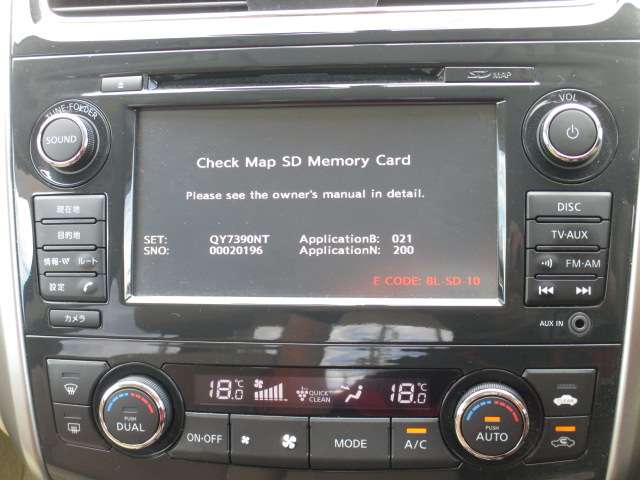 SD MAP
TUNE·FOLDER
VOL
SOUND
Check Map SD Memory Card
Please see the owner's manual in detail.
SET: QY7390NT ApplicationB: 021
SNO: 00020196 ApplicationN: 200
E CODE: BL-SD-10
現在地
目的地
情報·VV ルート
設定
カメラ
DISC
TV·AUX
FM·AM
AUX IN
18.0°C
QUICK CLEAN
18.0°C
PUSH
DUAL
ON·OFF
MODE
A/C
PUSH
AUTO